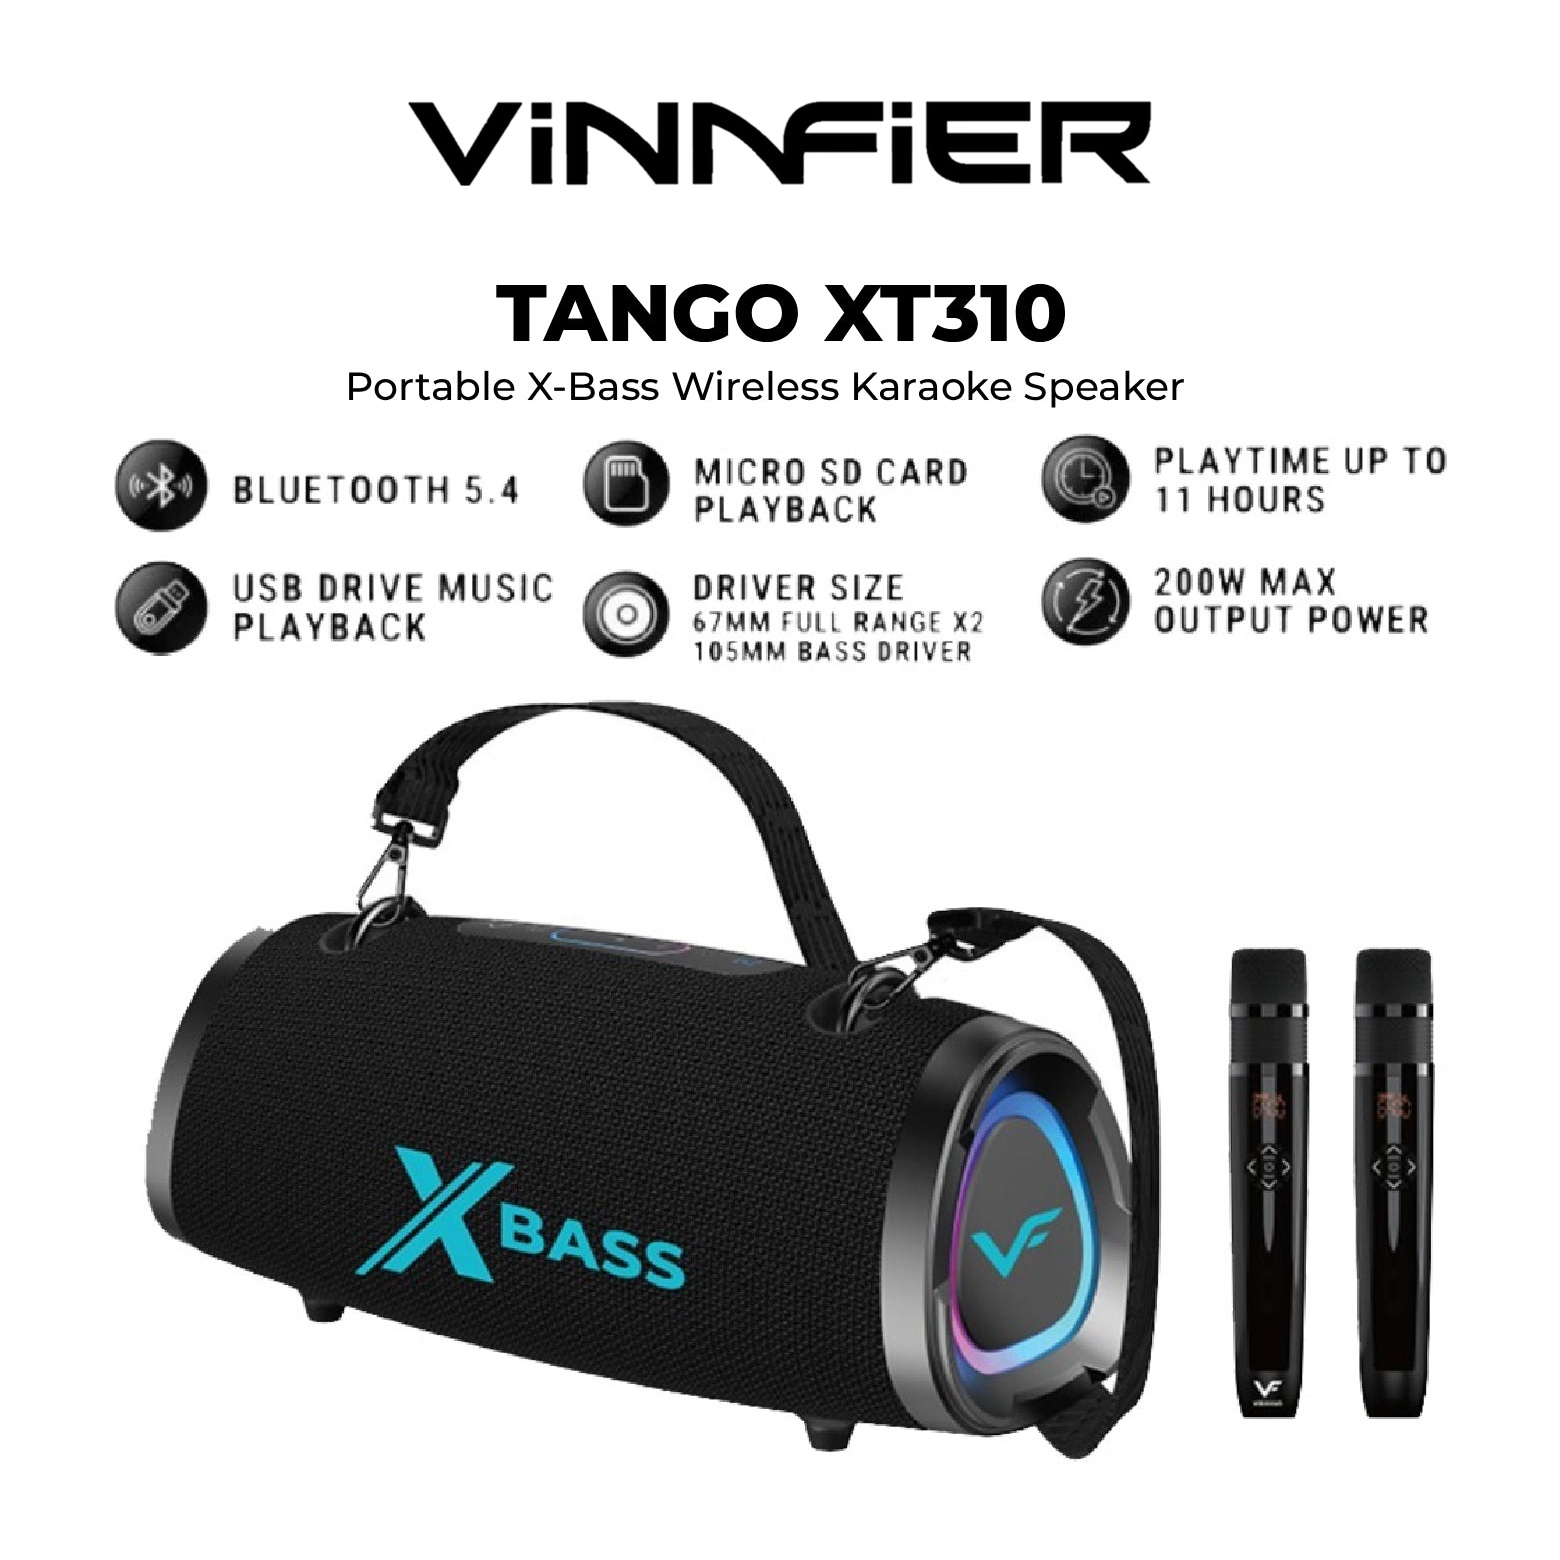 ViNNFiER
TANGO XT310
Portable X-Bass Wireless Karaoke Speaker
BLUETOOTH 5.4
MICRO SD CARD
PLAYBACK
PLAYTIME UP TO
11 HOURS
USB DRIVE MUSIC
PLAYBACK
DRIVER SIZE
67MM FULL RANGE X2
105MM BASS DRIVER
200W MAX
OUTPUT POWER
X BASS
VF
VF